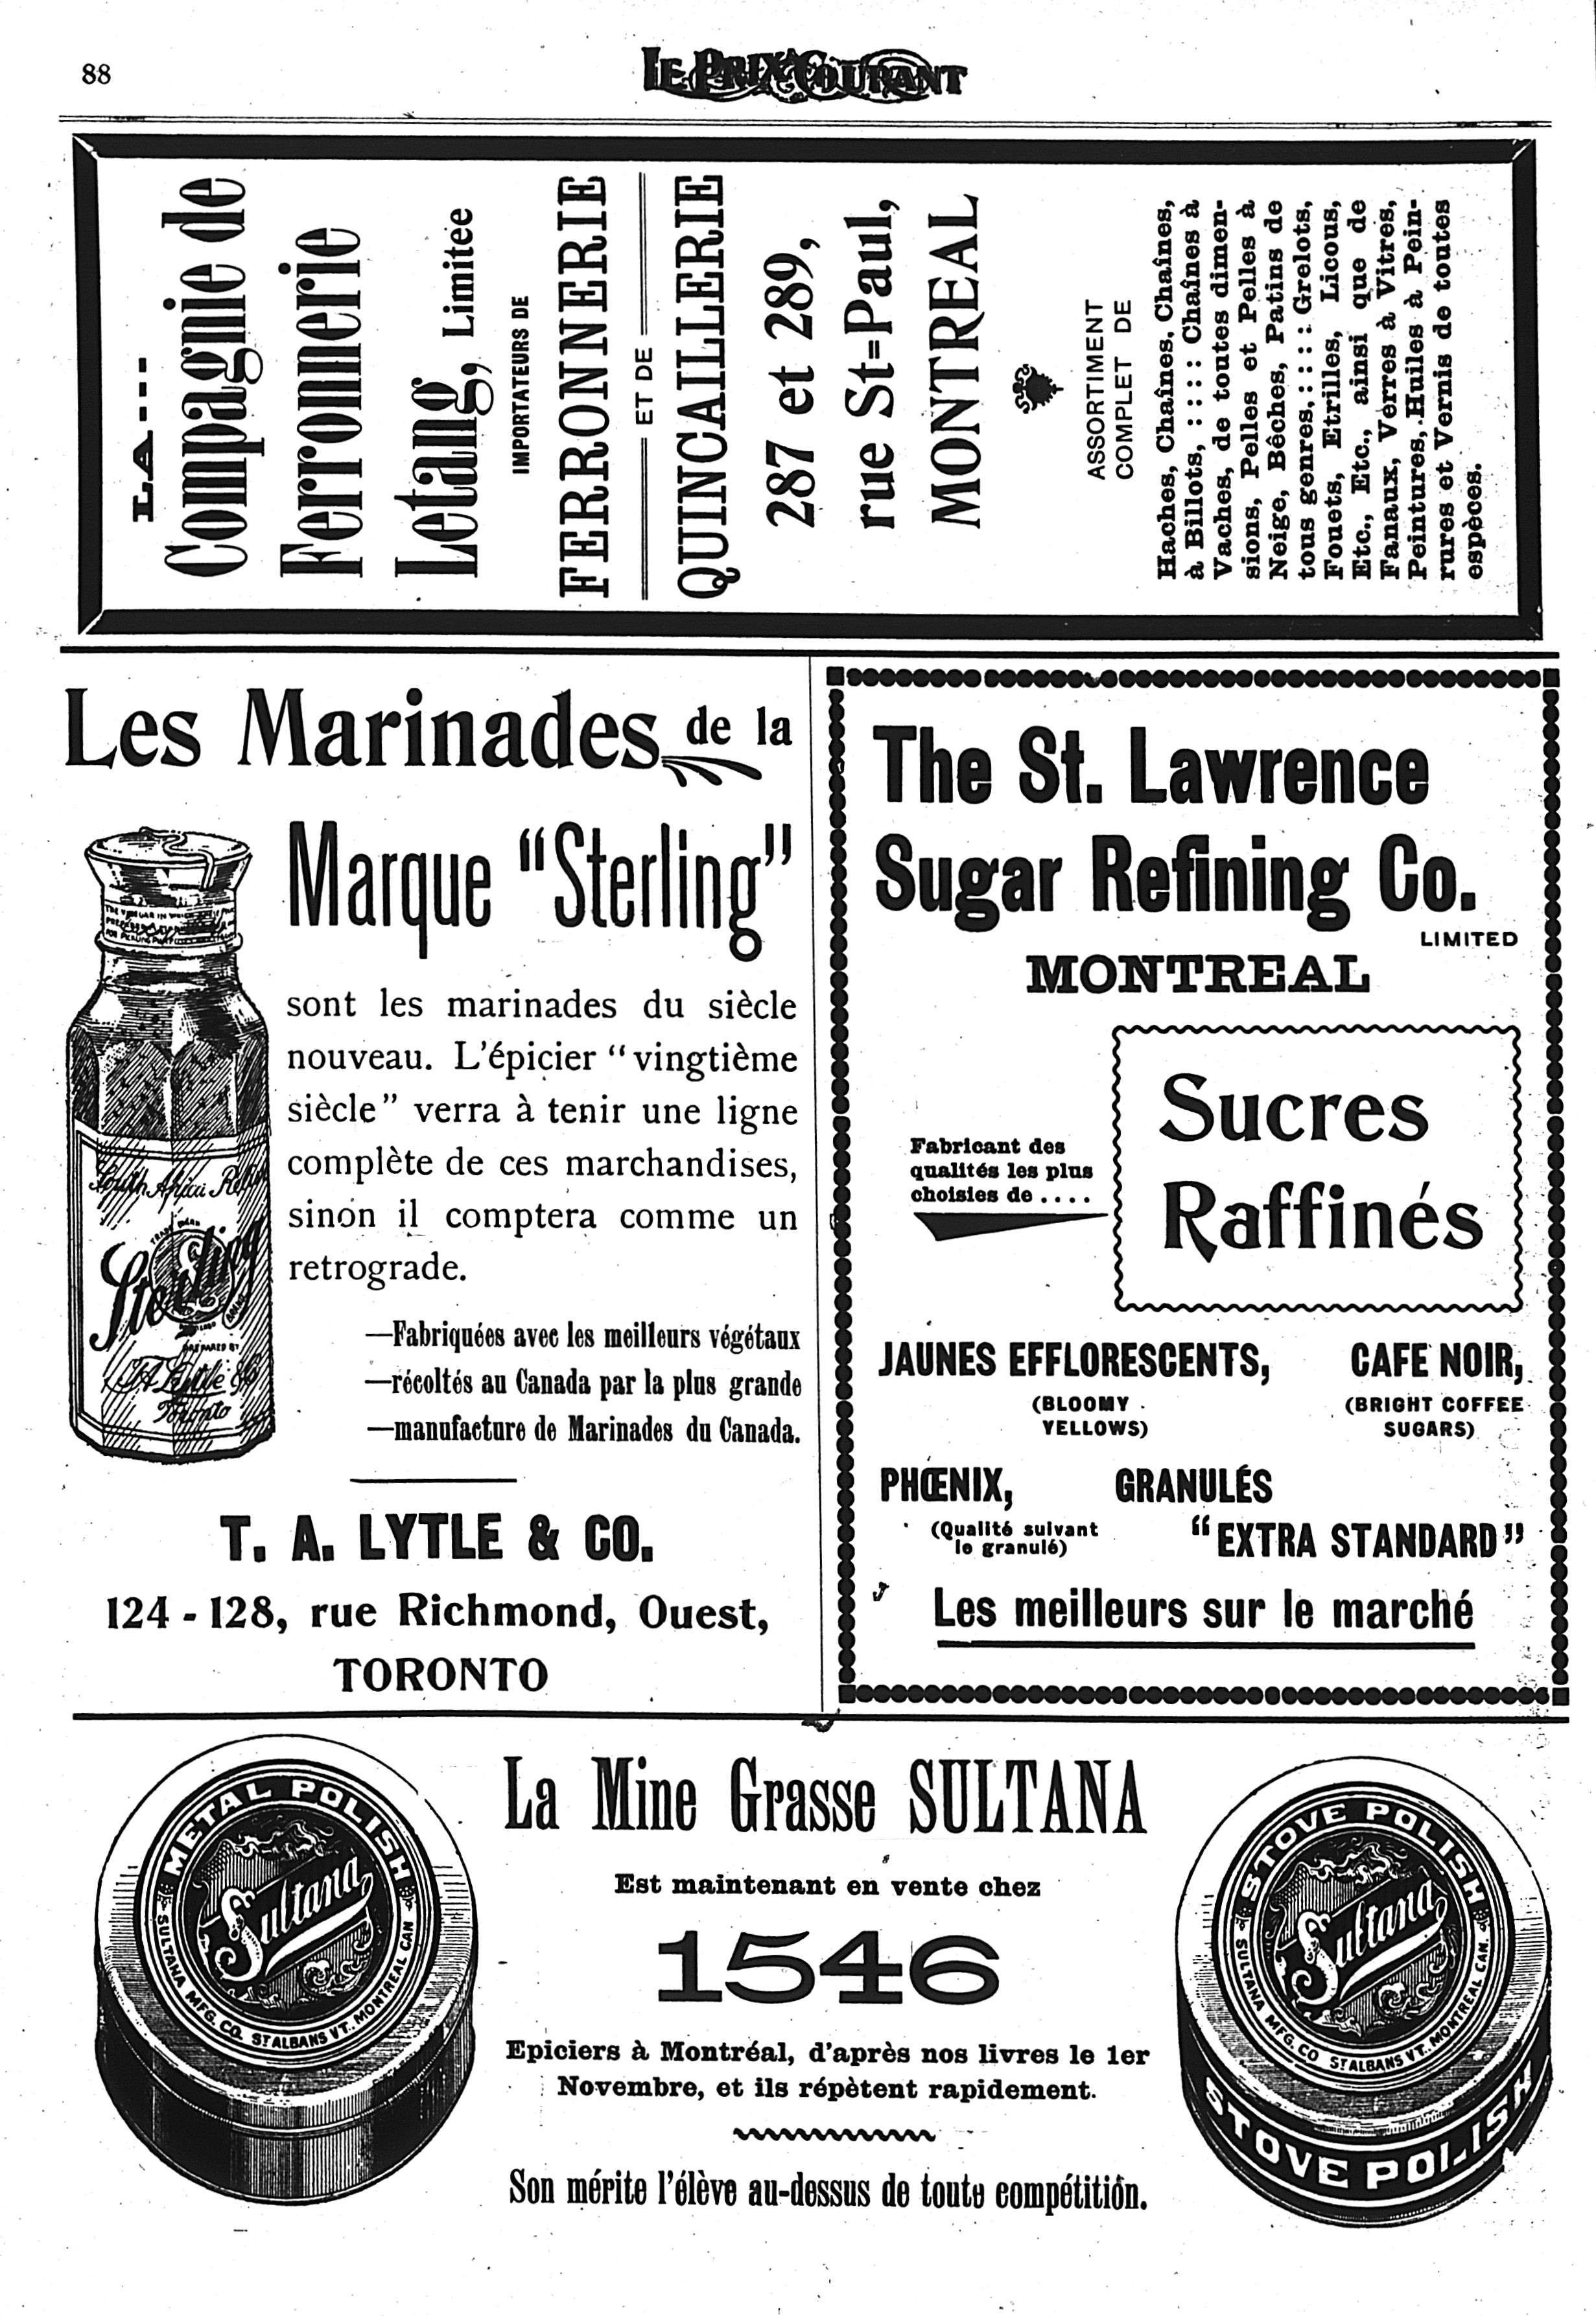 88
LE PRIX COURANT
LA
Compagnie de
Ferronnerie
Letang, Limitee
IMPORTATEURS DE
FERRONNERIE
ET DE
QUINCAILLERIE
287 et 289,
rue St=Paul,
MONTREAL
ASSORTIMENT
COMPLET DE
Haches, Chaînes, Chaînes,
à Billots, : : : : Chaînes à
Vaches, de toutes dimen-
sions, Pelles et Pelles à
Neige, Bêches, Patins de
tous genres, : : : : Grelots,
Fouets, Etrilles, Licous,
Etc., Etc., ainsi que de
Fanaux, Verres à Vitres,
Peintures, Huiles à Pein-
rures et Vernis de toutes
espèces.
Les Marinades de la
Marque "Sterling"
sont les marinades du siècle
nouveau. L'épicier "vingtième
siècle" verra à tenir une ligne
complète de ces marchandises,
sinon il comptera comme un
retrograde.
—Fabriquées avec les meilleurs végétaux
—récoltés au Canada par la plus grande
—manufacture de Marinades du Canada.
South Africa Relish
Sterling
PREPARED BY
T.A. Lytle & Co
Toronto
T. A. LYTLE & CO.
124 - 128, rue Richmond, Ouest,
TORONTO
The St. Lawrence
Sugar Refining Co.
LIMITED
MONTREAL
Fabricant des
qualités les plus
choisies de ....
Sucres
Raffinés
JAUNES EFFLORESCENTS,
(BLOOMY
YELLOWS)
CAFE NOIR,
(BRIGHT COFFEE
SUGARS)
PHŒNIX,
(Qualité suivant
le granulé)
GRANULÉS
"EXTRA STANDARD"
Les meilleurs sur le marché
METAL POLISH
Sultana
SULTANA MFG. CO. ST ALBANS VT. MONTREAL CAN
La Mine Grasse SULTANA
Est maintenant en vente chez
1546
Epiciers à Montréal, d'après nos livres le 1er
Novembre, et ils répètent rapidement.
Son mérite l'élève au-dessus de toute compétition.
STOVE POLISH
Sultana
SULTANA MFG. CO ST ALBANS VT. MONTREAL CAN.
STOVE POLISH